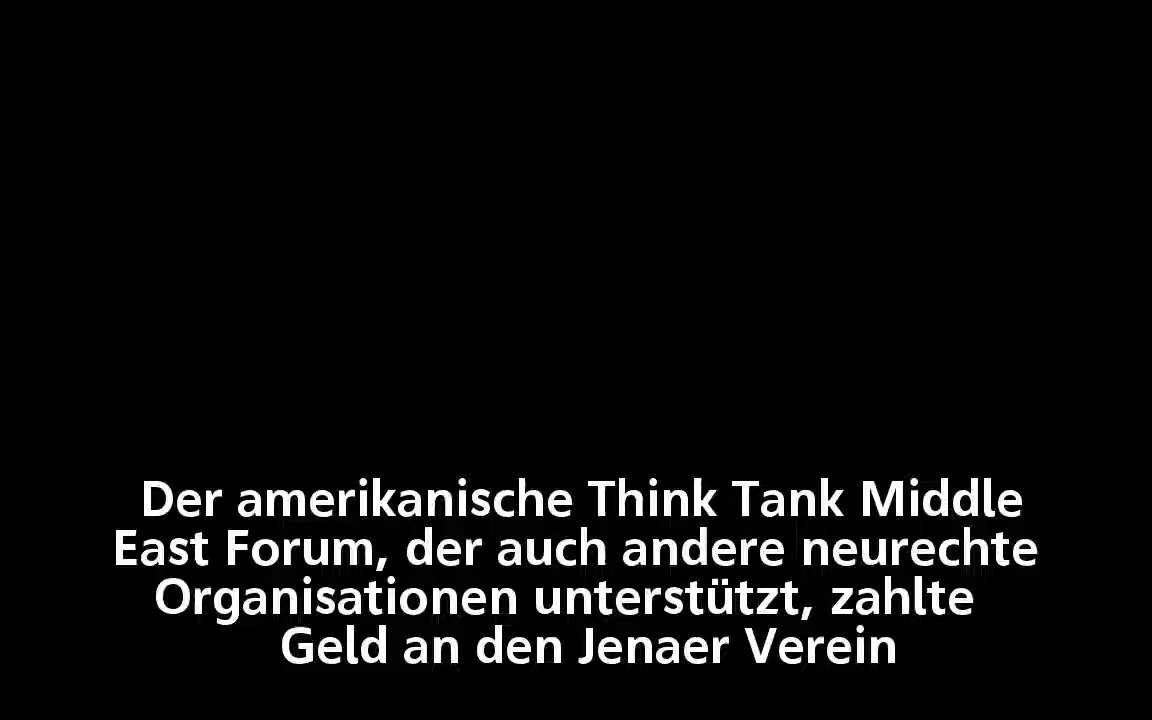 Der amerikanische Think Tank Middle
East Forum, der auch andere neurechte
Organisationen unterstützt, zahlte
Geld an den Jenaer Verein